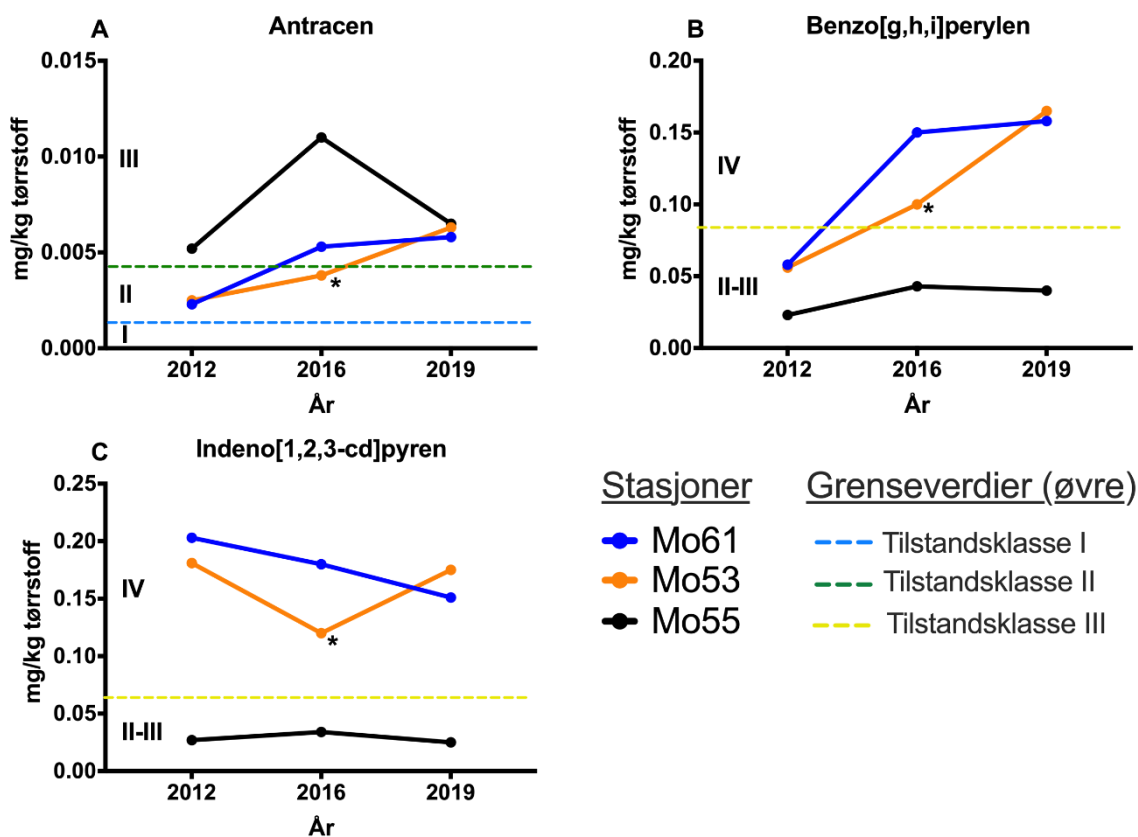 A
Antracen
0.015
0.010
0.005
0.000
mg/kg tørrstoff
III
II
I
*
2012 2016 2019
År
B
Benzo[g,h,i]perylen
0.20
0.15
0.10
0.05
0.00
mg/kg tørrstoff
IV
II-III
*
2012 2016 2019
År
C
Indeno[1,2,3-cd]pyren
0.25
0.20
0.15
0.10
0.05
0.00
mg/kg tørrstoff
IV
II-III
*
2012 2016 2019
År
Stasjoner
Mo61
Mo53
Mo55
Grenseverdier (øvre)
Tilstandsklasse I
Tilstandsklasse II
Tilstandsklasse III